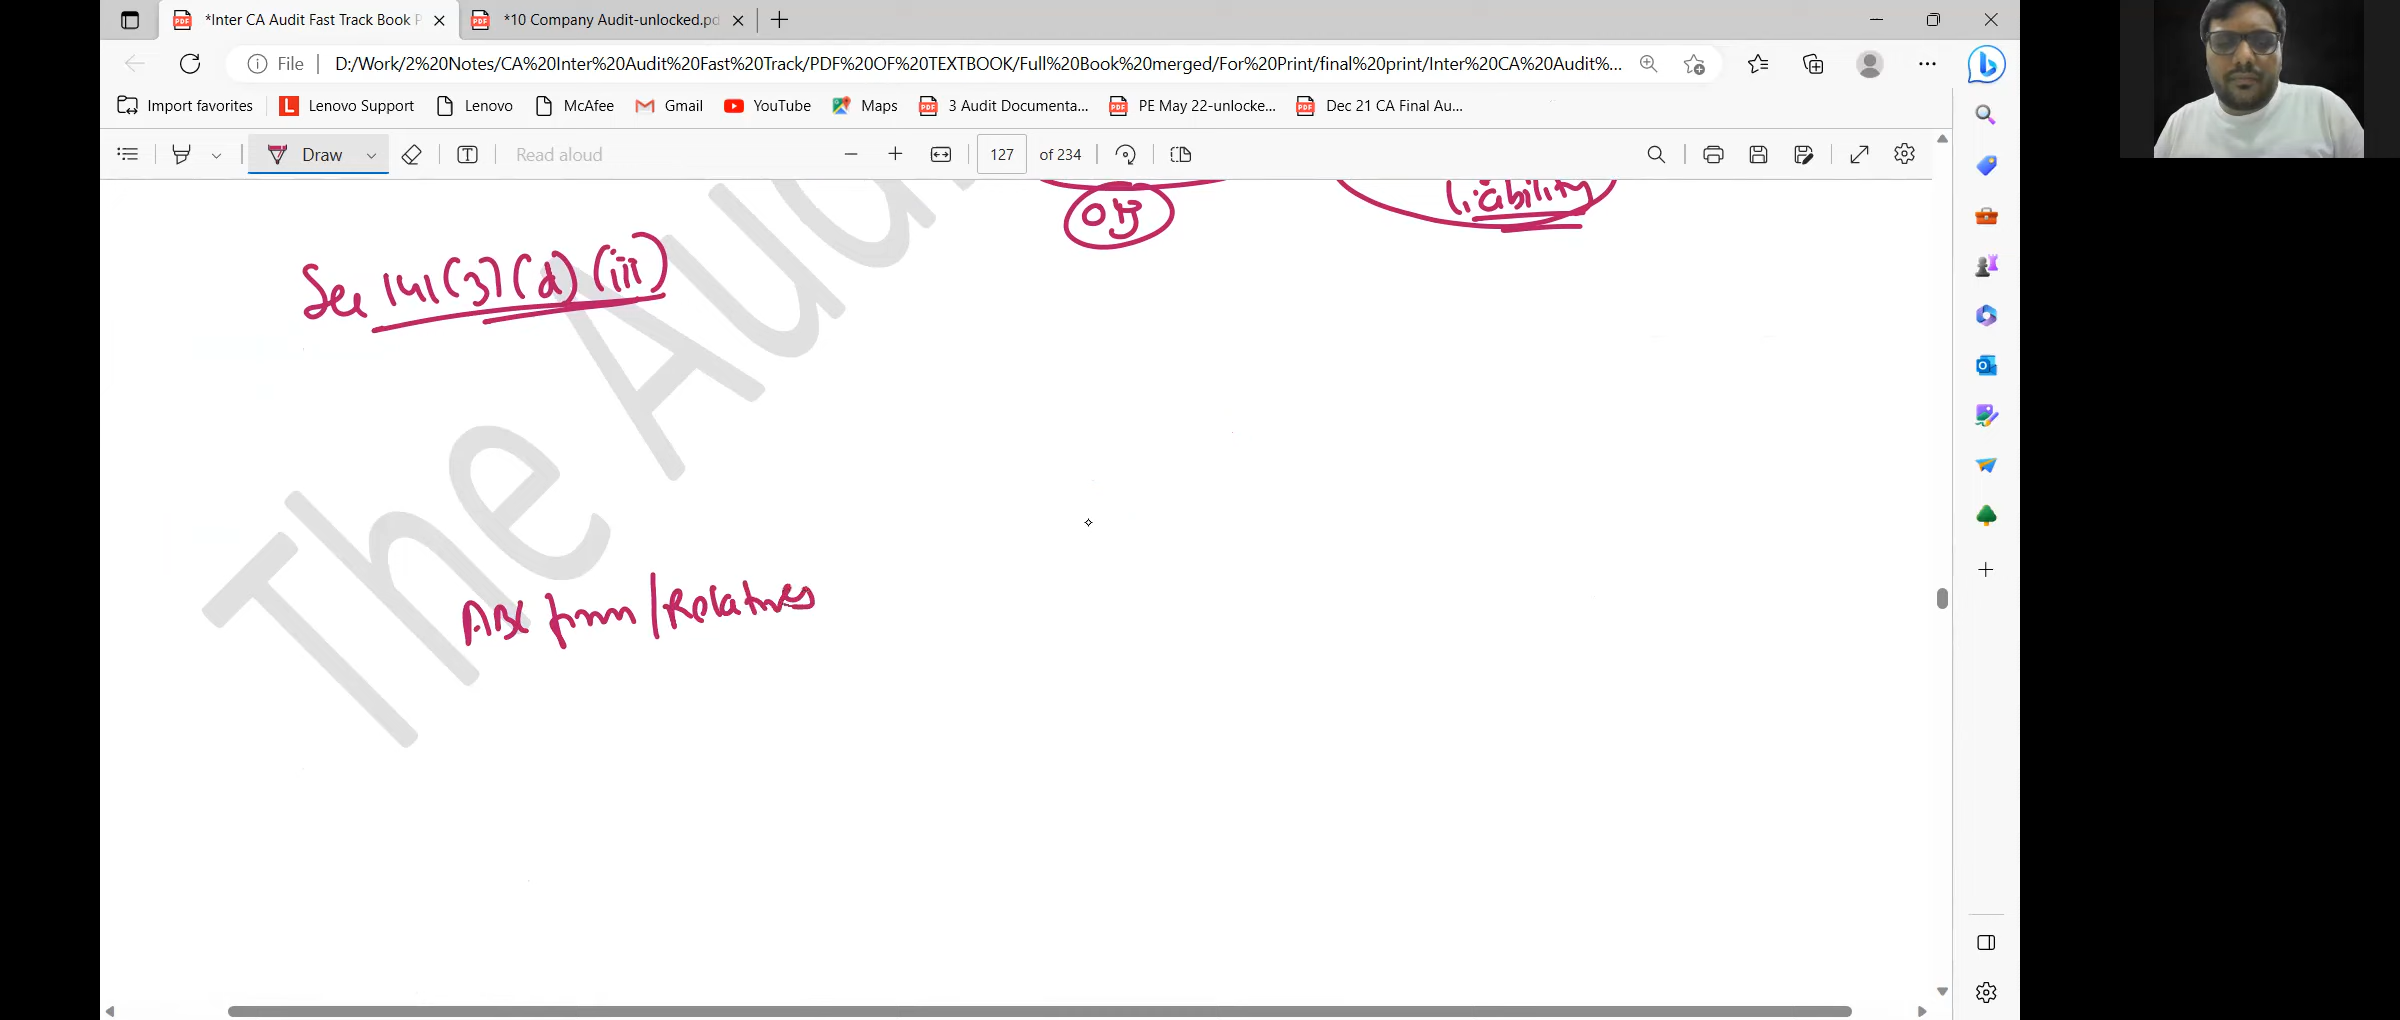 *Inter CA Audit Fast Track Book P
*10 Company Audit-unlocked.pd
File
D:/Work/2%20Notes/CA%20Inter%20Audit%20Fast%20Track/PDF%20OF%20TEXTBOOK/Full%20Book%20merged/For%20Print/final%20print/Inter%20CA%20Audit%...
Import favorites
Lenovo Support
Lenovo
McAfee
Gmail
YouTube
Maps
3 Audit Documenta...
PE May 22-unlocke...
Dec 21 CA Final Au...
Draw
Read aloud
127 of 234
liability
Sec 141(3)(d)(iii)
ABC firm/Relatives
The Au